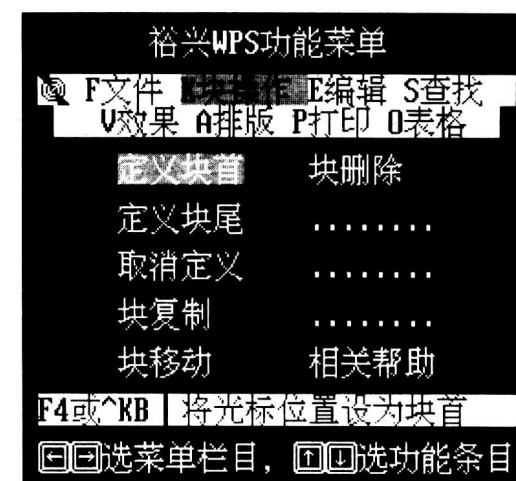 裕兴WPS功能菜单
F文件 K块操作 E编辑 S查找
V效果 A排版 P打印 O表格
定义块首 块删除
定义块尾 ........
取消定义 ........
块复制 ........
块移动 相关帮助
F4或^KB 将光标位置设为块首
←→选菜单栏目，↑↓选功能条目